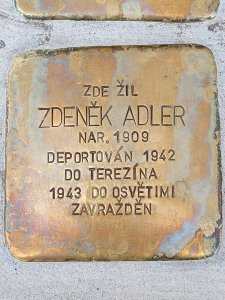 ZDE ŽIL
ZDENĚK ADLER
NAR. 1909
DEPORTOVÁN 1942
DO TEREZÍNA
1943 DO OSVĚTIMI
ZAVRAŽDĚN